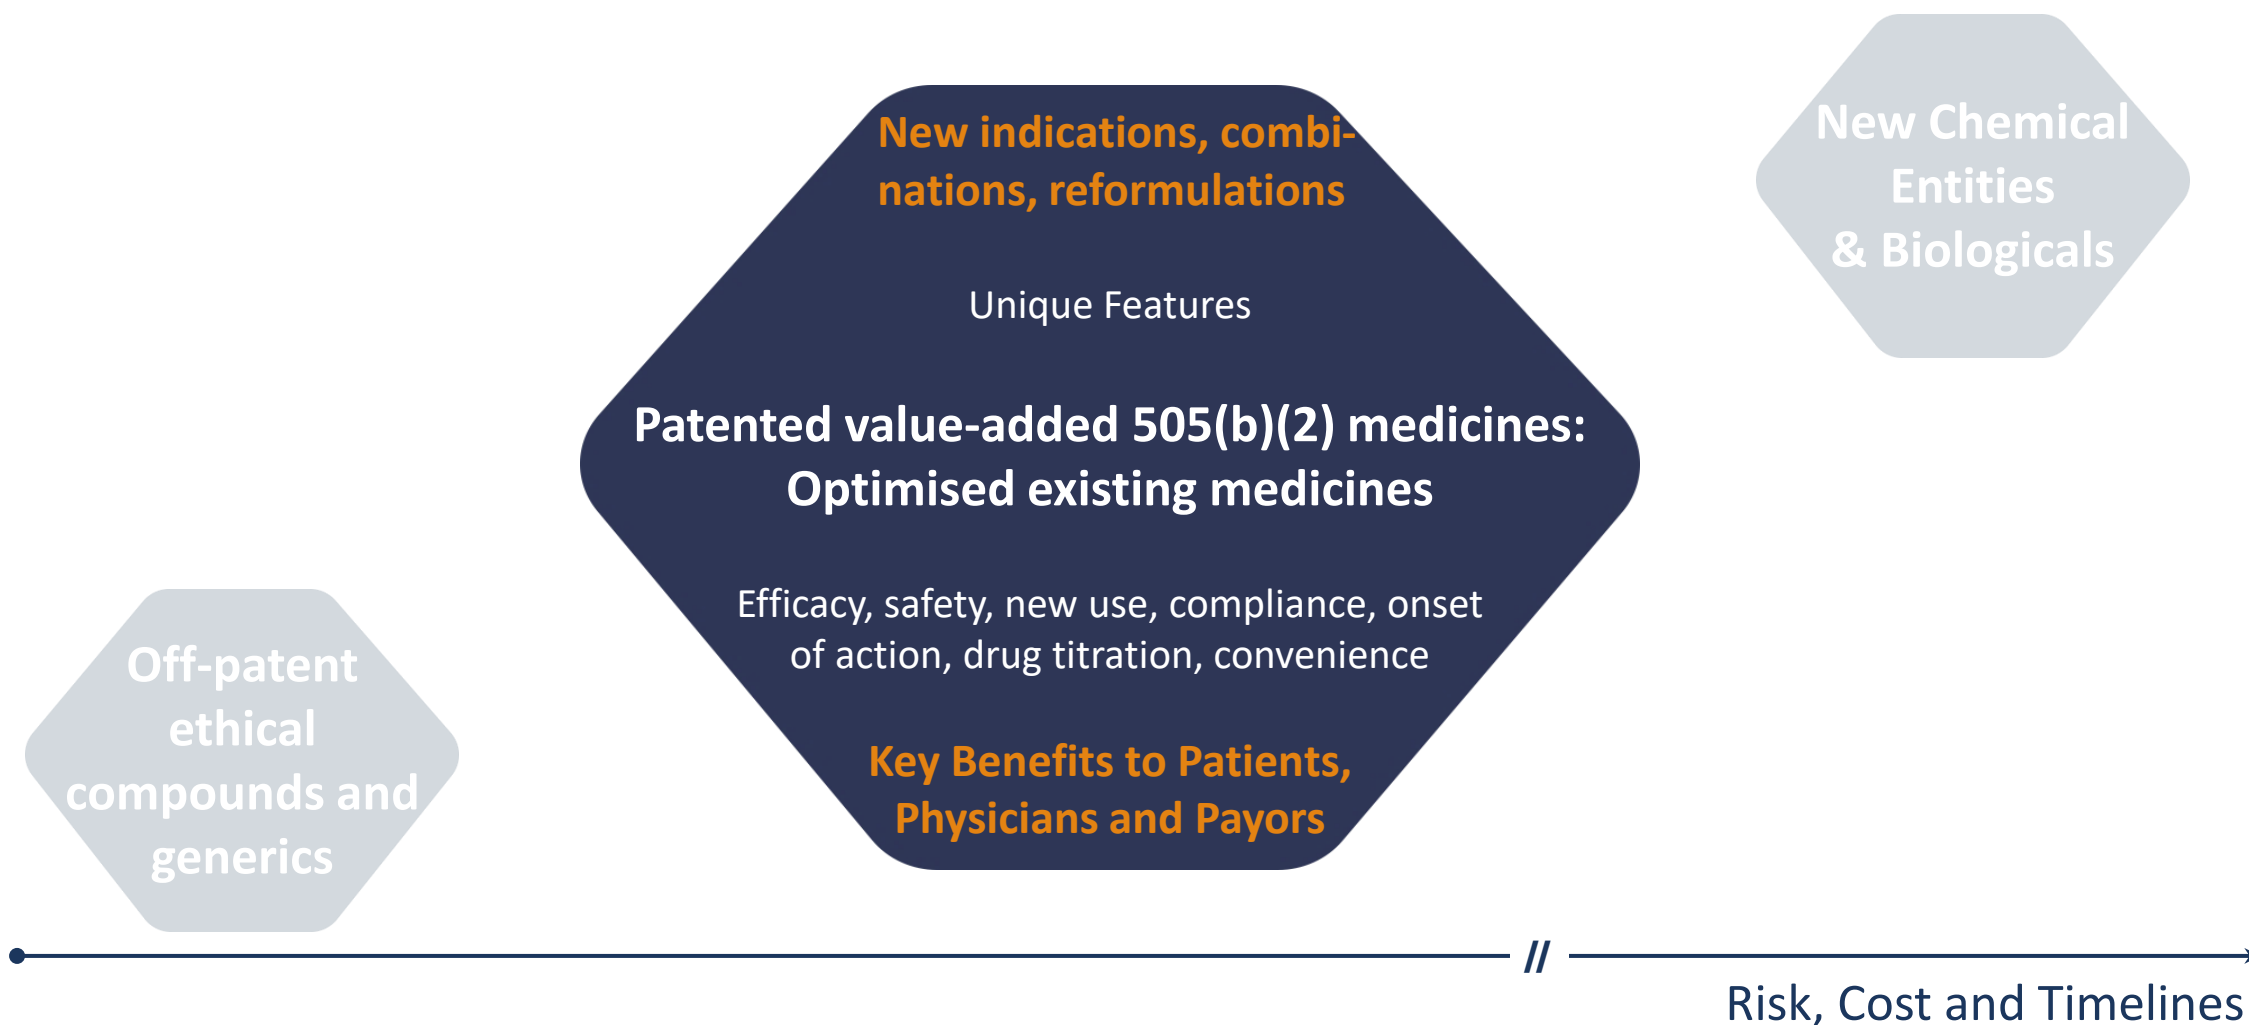 New indications, combi-
nations, reformulations
Unique Features
Patented value-added 505(b)(2) medicines:
Optimised existing medicines
Efficacy, safety, new use, compliance, onset
of action, drug titration, convenience
Key Benefits to Patients,
Physicians and Payors
New Chemical
Entities
& Biologicals
Off-patent
ethical
compounds and
generics
//
Risk, Cost and Timelines